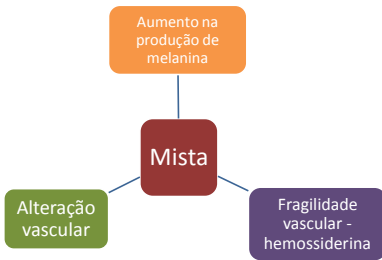 Aumento na
produção de
melanina
Mista
Alteração
vascular
Fragilidade
vascular -
hemossiderina